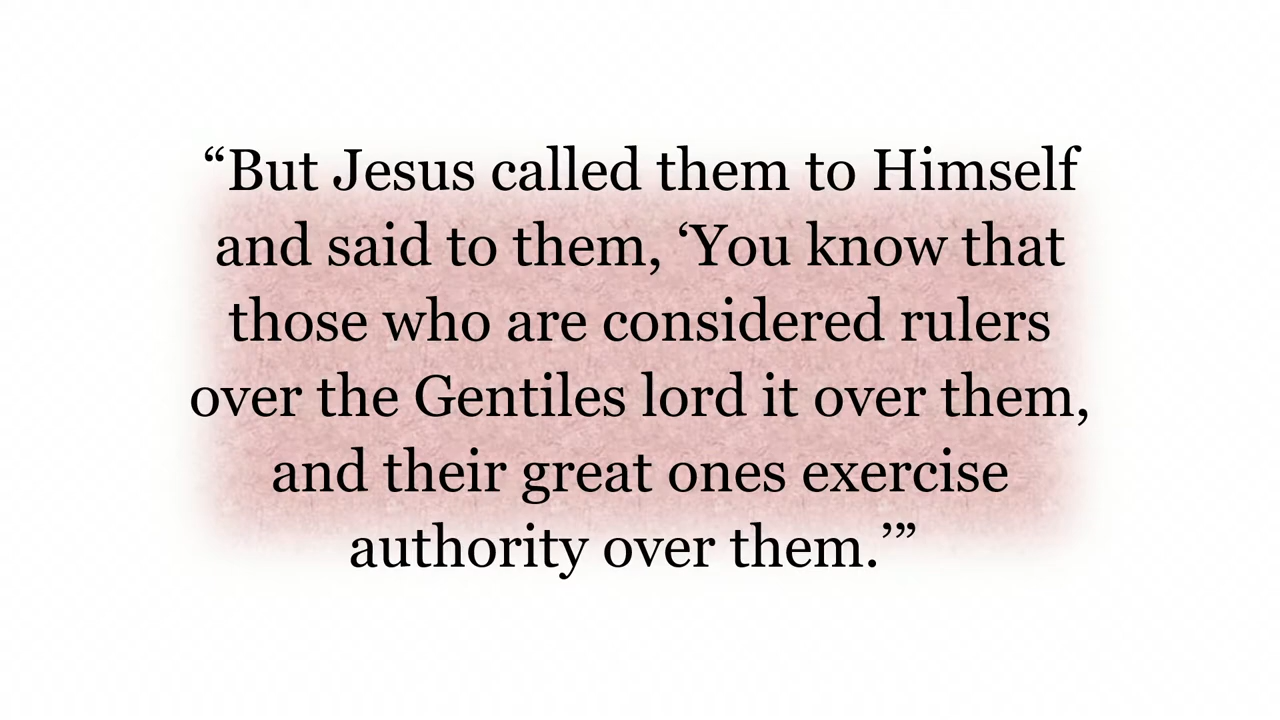 “But Jesus called them to Himself
and said to them, ‘You know that
those who are considered rulers
over the Gentiles lord it over them,
and their great ones exercise
authority over them.’”